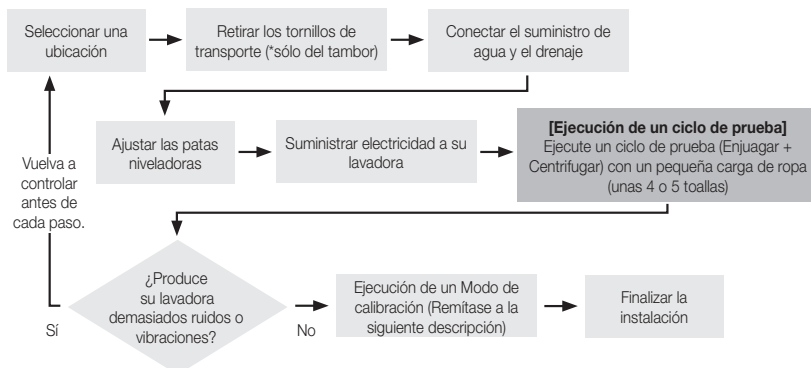 Seleccionar una
ubicación
Retirar los tornillos de
transporte (*sólo del tambor)
Conectar el suministro de
agua y el drenaje
Ajustar las patas
niveladoras
Suministrar electricidad a su
lavadora
[Ejecución de un ciclo de prueba]
Ejecute un ciclo de prueba (Enjuagar +
Centrifugar) con un pequeña carga de ropa
(unas 4 o 5 toallas)
Vuelva a
controlar
antes de
cada paso.
¿Produce
su lavadora
demasiados ruidos o
vibraciones?
Sí
No
Ejecución de un Modo de
calibración (Remítase a la
siguiente descripción)
Finalizar la
instalación